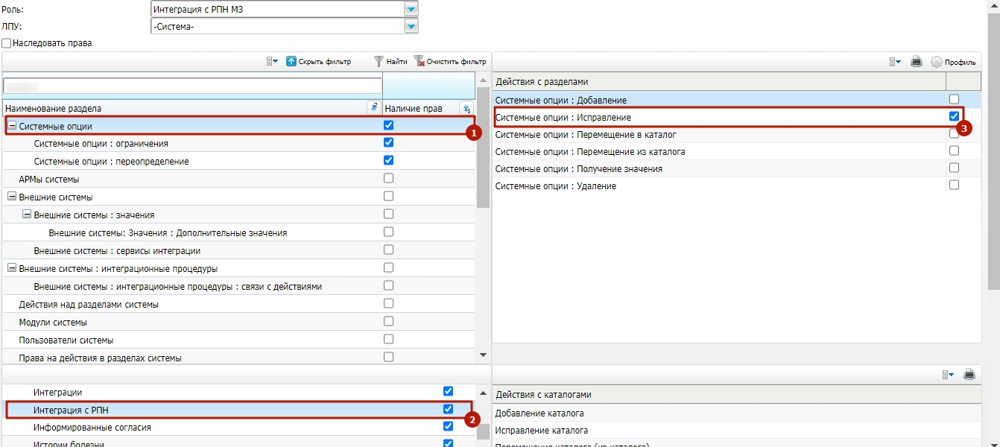 Роль: Интеграция с РПН МЗ
ЛПУ: -Система-
Наследовать права
Скрыть фильтр Найти Очистить фильтр
Наименование раздела Наличие прав
Системные опции 1
Системные опции : ограничения
Системные опции : переопределение
АРМы системы
Внешние системы
Внешние системы : значения
Внешние системы: Значения : Дополнительные значения
Внешние системы : сервисы интеграции
Внешние системы : интеграционные процедуры
Внешние системы : интеграционные процедуры : связи с действиями
Действия над разделами системы
Модули системы
Пользователи системы
Права на действия в разделах системы
Профиль
Действия с разделами
Системные опции : Добавление
Системные опции : Исправление
3
Системные опции : Перемещение в каталог
Системные опции : Перемещение из каталога
Системные опции : Получение значения
Системные опции : Удаление
Интеграции
Интеграция с РПН
2
Информированные согласия
Истории болезни
Действия с каталогами
Добавление каталога
Исправление каталога
Перемещение каталога (из каталога)